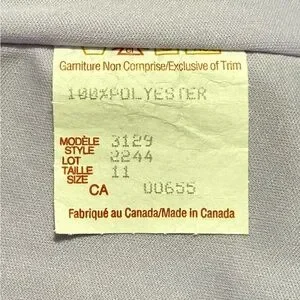 Garniture Non Comprise/Exclusive of Trim
100%POLYESTER
MODÈLE 3129
STYLE
LOT 2244
TAILLE 11
SIZE
CA 00655
Fabriqué au Canada/Made in Canada